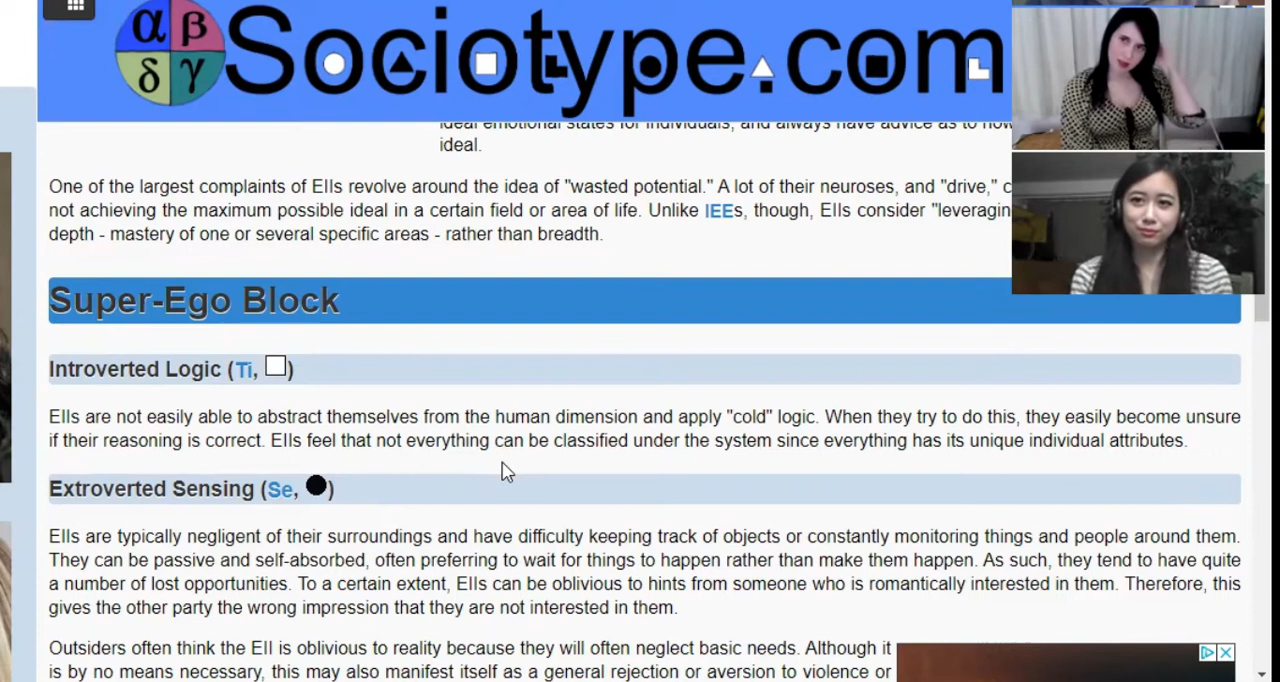 α β δ γ Sociotype.com
ideal emotional states for individuals, and always have advice as to how
ideal.
One of the largest complaints of EIIs revolve around the idea of "wasted potential." A lot of their neuroses, and "drive,"
not achieving the maximum possible ideal in a certain field or area of life. Unlike IEEs, though, EIIs consider "leveragin
depth - mastery of one or several specific areas - rather than breadth.
Super-Ego Block
Introverted Logic (Ti, □)
EIIs are not easily able to abstract themselves from the human dimension and apply "cold" logic. When they try to do this, they easily become unsure
if their reasoning is correct. EIIs feel that not everything can be classified under the system since everything has its unique individual attributes.
Extroverted Sensing (Se, ●)
EIIs are typically negligent of their surroundings and have difficulty keeping track of objects or constantly monitoring things and people around them.
They can be passive and self-absorbed, often preferring to wait for things to happen rather than make them happen. As such, they tend to have quite
a number of lost opportunities. To a certain extent, EIIs can be oblivious to hints from someone who is romantically interested in them. Therefore, this
gives the other party the wrong impression that they are not interested in them.
Outsiders often think the EII is oblivious to reality because they will often neglect basic needs. Although it
is by no means necessary, this may also manifest itself as a general rejection or aversion to violence or